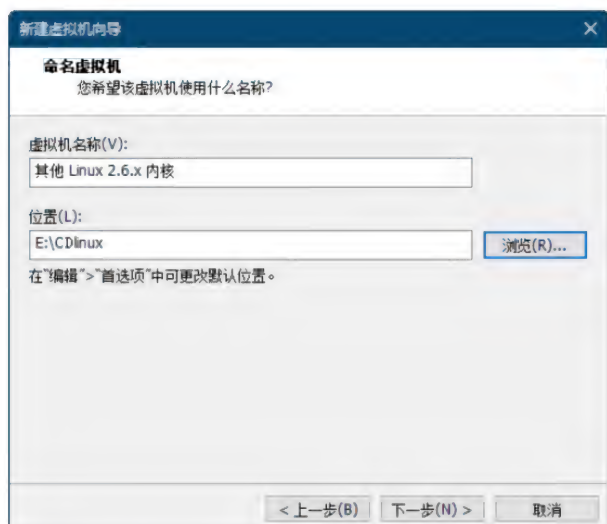 新建虚拟机向导
命名虚拟机
您希望该虚拟机使用什么名称?
虚拟机名称(V):
其他 Linux 2.6.x 内核
位置(L):
E:\CDlinux
浏览(R)...
在"编辑">"首选项"中可更改默认位置。
< 上一步(B) 下一步(N) > 取消